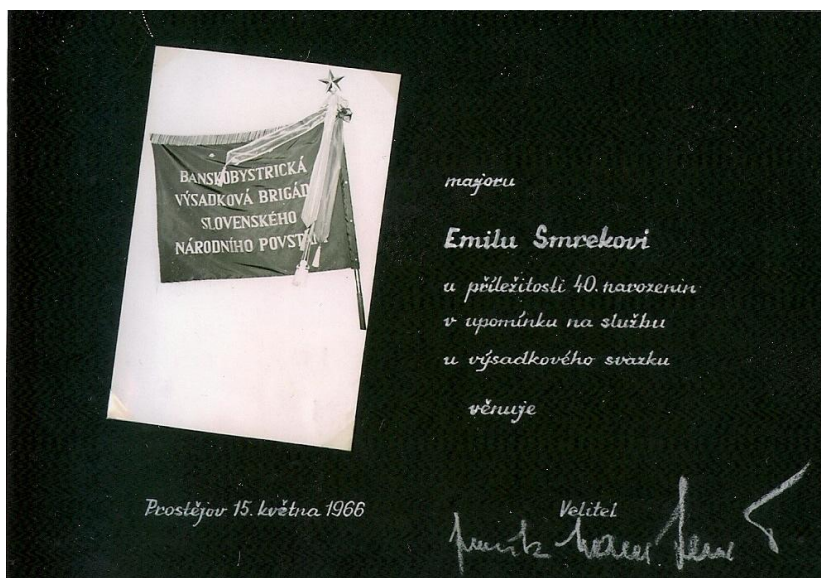 BANSKOBYSTRICKÁ
VÝSADKOVÁ BRIGÁD
SLOVENSKÉHO
NÁRODNÍHO POVST
majoru
Emilu Smrekovi
u příležitosti 40. narozenin
v upomínku na službu
u výsadkového svazku
věnuje
Prostějov 15. května 1966
Velitel